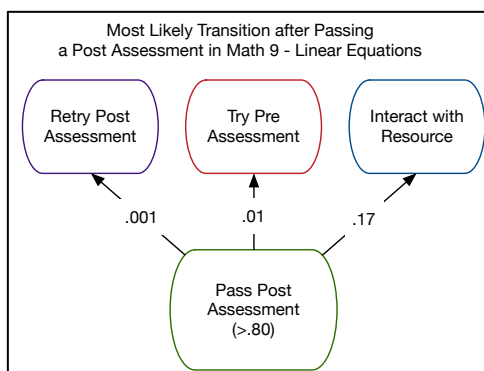 Most Likely Transition after Passing
a Post Assessment in Math 9 - Linear Equations
Retry Post
Assessment
Try Pre
Assessment
Interact with
Resource
.001
.01
.17
Pass Post
Assessment
(>.80)